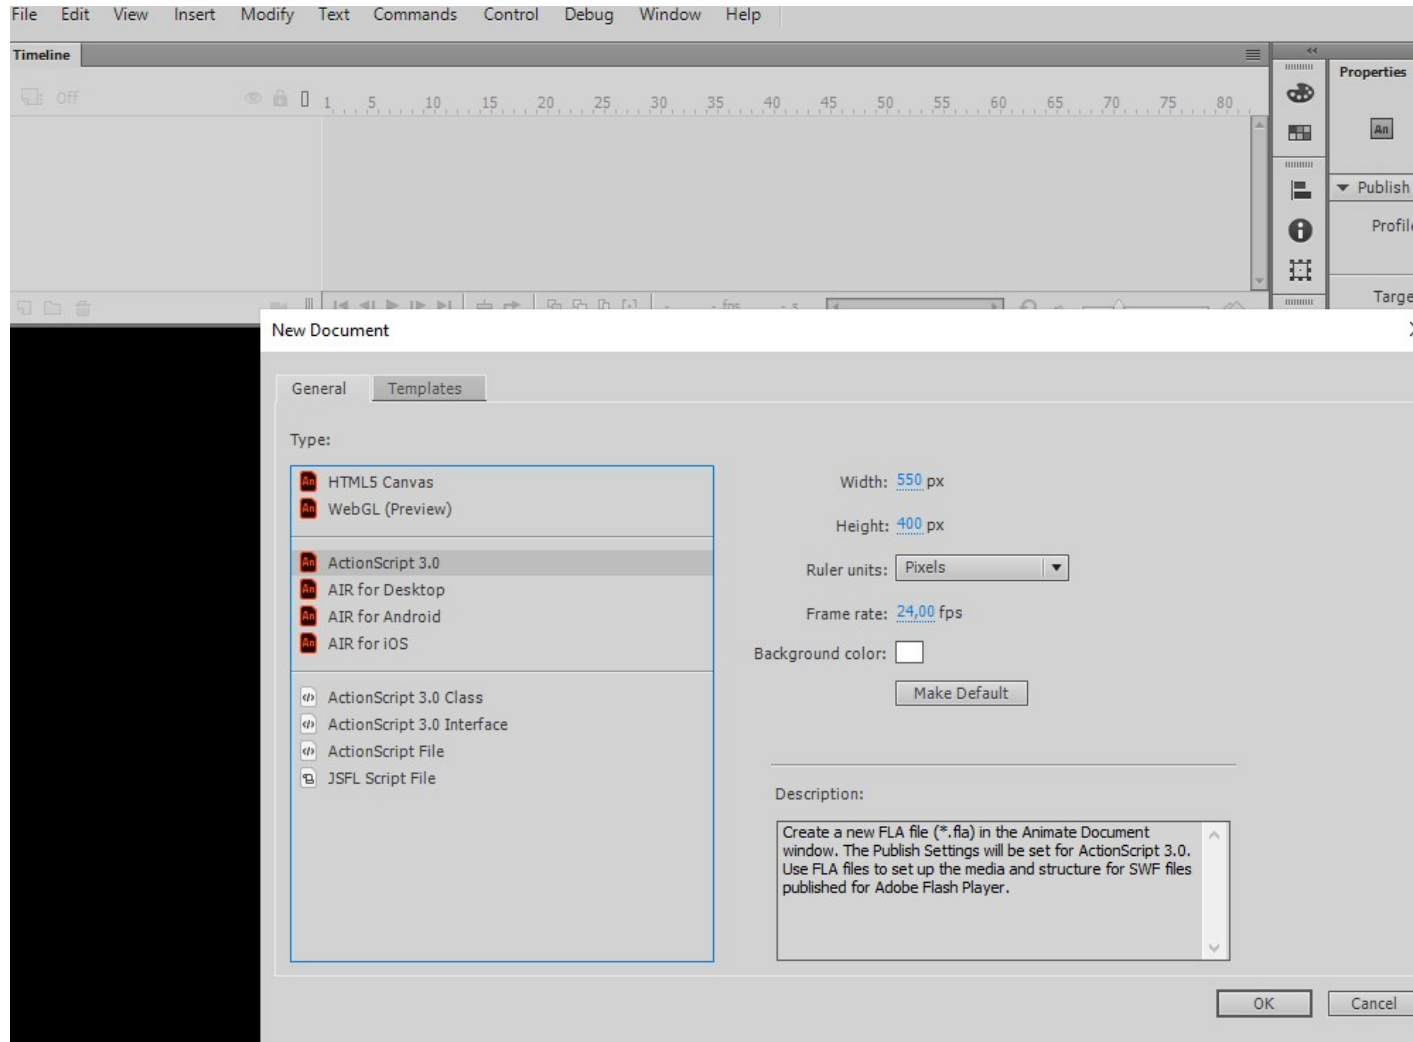 File Edit View Insert Modify Text Commands Control Debug Window Help
Timeline
Properties
Off
1 5 10 15 20 25 30 35 40 45 50 55 60 65 70 75 80
An
Publish
Profile
fps s
Targe
New Document
General Templates
Type:
HTML5 Canvas
WebGL (Preview)
ActionScript 3.0
AIR for Desktop
AIR for Android
AIR for iOS
ActionScript 3.0 Class
ActionScript 3.0 Interface
ActionScript File
JSFL Script File
Width: 550 px
Height: 400 px
Ruler units: Pixels
Frame rate: 24,00 fps
Background color:
Make Default
Description:
Create a new FLA file (*.fla) in the Animate Document
window. The Publish Settings will be set for ActionScript 3.0.
Use FLA files to set up the media and structure for SWF files
published for Adobe Flash Player.
OK Cancel